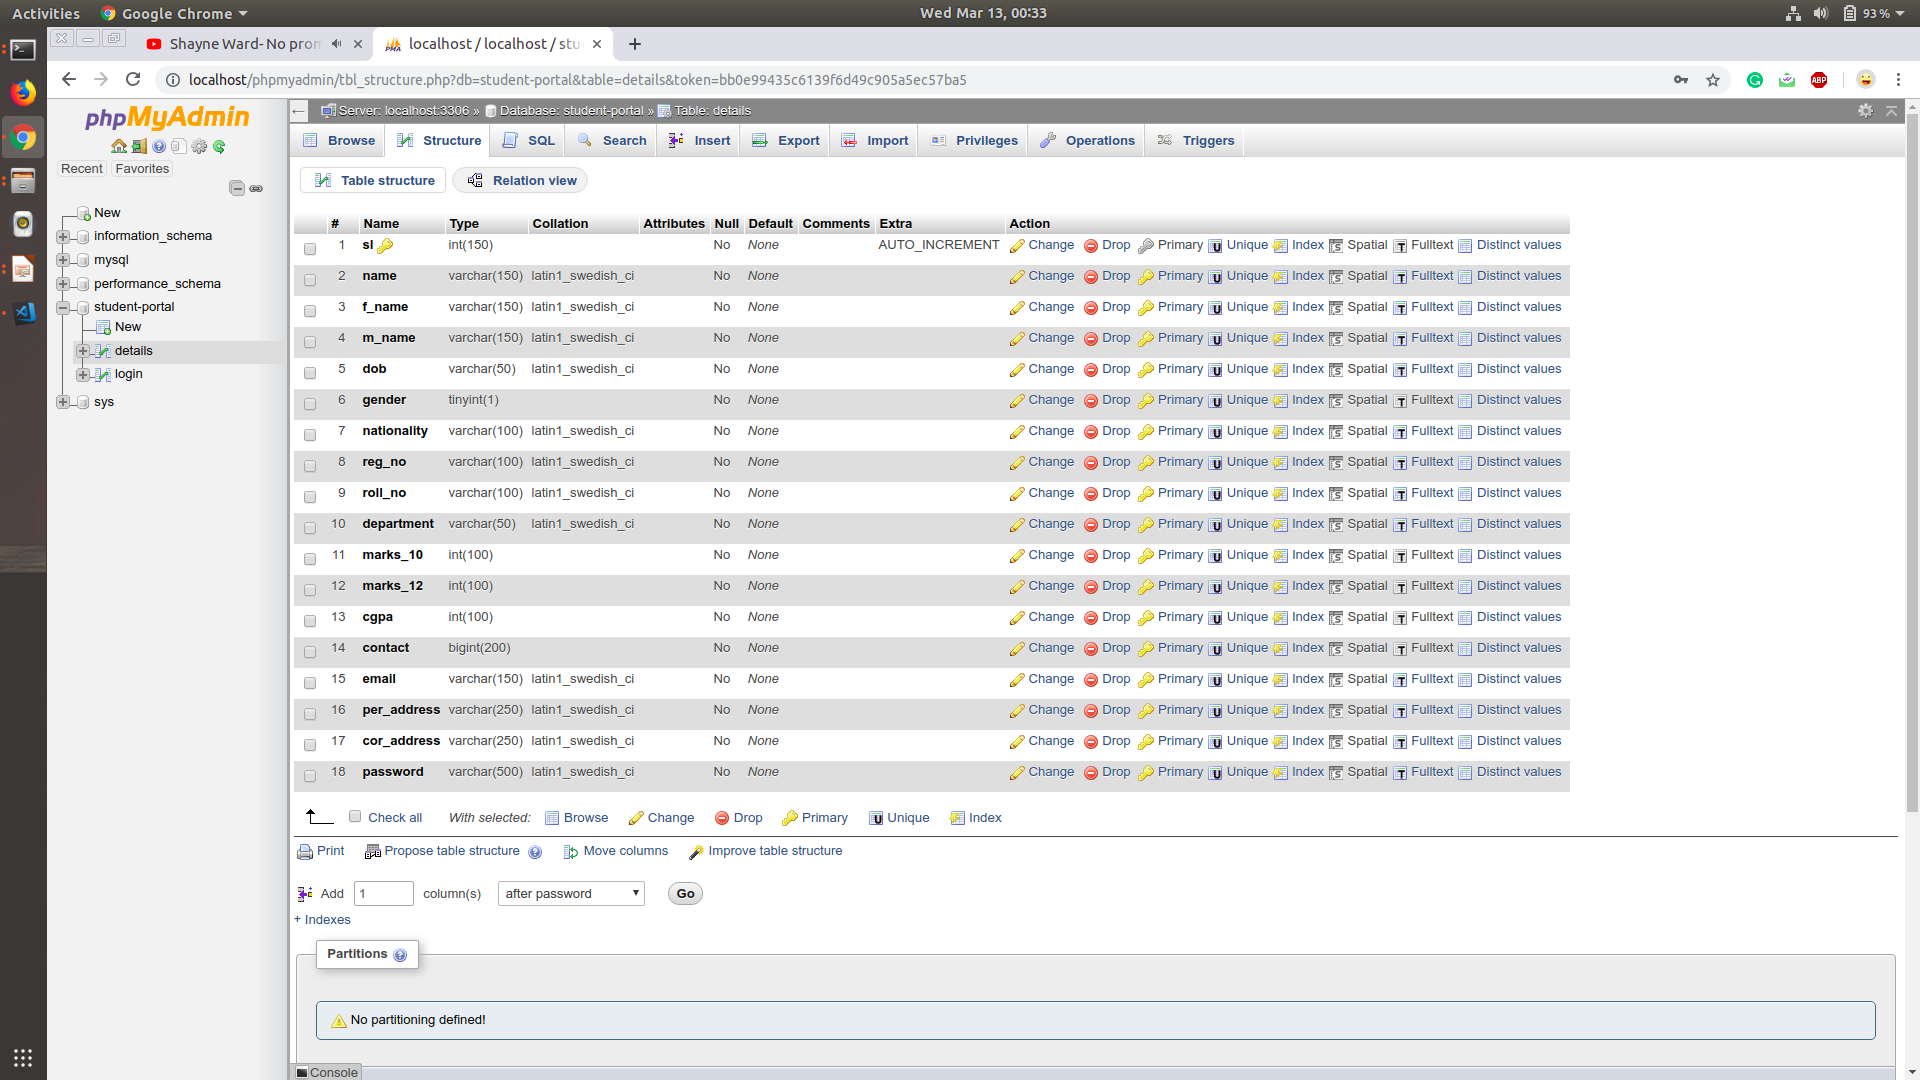 Activities Google Chrome Wed Mar 13, 00:33 93 %
Shayne Ward- No pron localhost / localhost / stu
localhost/phpmyadmin/tbl_structure.php?db=student-portal&table=details&token=bb0e99435c6139f6d49c905a5ec57ba5
phpMyAdmin
Recent Favorites
New
information_schema
mysql
performance_schema
student-portal
New
details
login
sys
Server: localhost:3306 » Database: student-portal » Table: details
Browse Structure SQL Search Insert Export Import Privileges Operations Triggers
Table structure Relation view
# Name Type Collation Attributes Null Default Comments Extra Action
1 sl int(150) No None AUTO_INCREMENT Change Drop Primary Unique Index Spatial Fulltext Distinct values
2 name varchar(150) latin1_swedish_ci No None Change Drop Primary Unique Index Spatial Fulltext Distinct values
3 f_name varchar(150) latin1_swedish_ci No None Change Drop Primary Unique Index Spatial Fulltext Distinct values
4 m_name varchar(150) latin1_swedish_ci No None Change Drop Primary Unique Index Spatial Fulltext Distinct values
5 dob varchar(50) latin1_swedish_ci No None Change Drop Primary Unique Index Spatial Fulltext Distinct values
6 gender tinyint(1) No None Change Drop Primary Unique Index Spatial Fulltext Distinct values
7 nationality varchar(100) latin1_swedish_ci No None Change Drop Primary Unique Index Spatial Fulltext Distinct values
8 reg_no varchar(100) latin1_swedish_ci No None Change Drop Primary Unique Index Spatial Fulltext Distinct values
9 roll_no varchar(100) latin1_swedish_ci No None Change Drop Primary Unique Index Spatial Fulltext Distinct values
10 department varchar(50) latin1_swedish_ci No None Change Drop Primary Unique Index Spatial Fulltext Distinct values
11 marks_10 int(100) No None Change Drop Primary Unique Index Spatial Fulltext Distinct values
12 marks_12 int(100) No None Change Drop Primary Unique Index Spatial Fulltext Distinct values
13 cgpa int(100) No None Change Drop Primary Unique Index Spatial Fulltext Distinct values
14 contact bigint(200) No None Change Drop Primary Unique Index Spatial Fulltext Distinct values
15 email varchar(150) latin1_swedish_ci No None Change Drop Primary Unique Index Spatial Fulltext Distinct values
16 per_address varchar(250) latin1_swedish_ci No None Change Drop Primary Unique Index Spatial Fulltext Distinct values
17 cor_address varchar(250) latin1_swedish_ci No None Change Drop Primary Unique Index Spatial Fulltext Distinct values
18 password varchar(500) latin1_swedish_ci No None Change Drop Primary Unique Index Spatial Fulltext Distinct values
Check all With selected: Browse Change Drop Primary Unique Index
Print Propose table structure Move columns Improve table structure
Add 1 column(s) after password Go
+ Indexes
Partitions
No partitioning defined!
Console